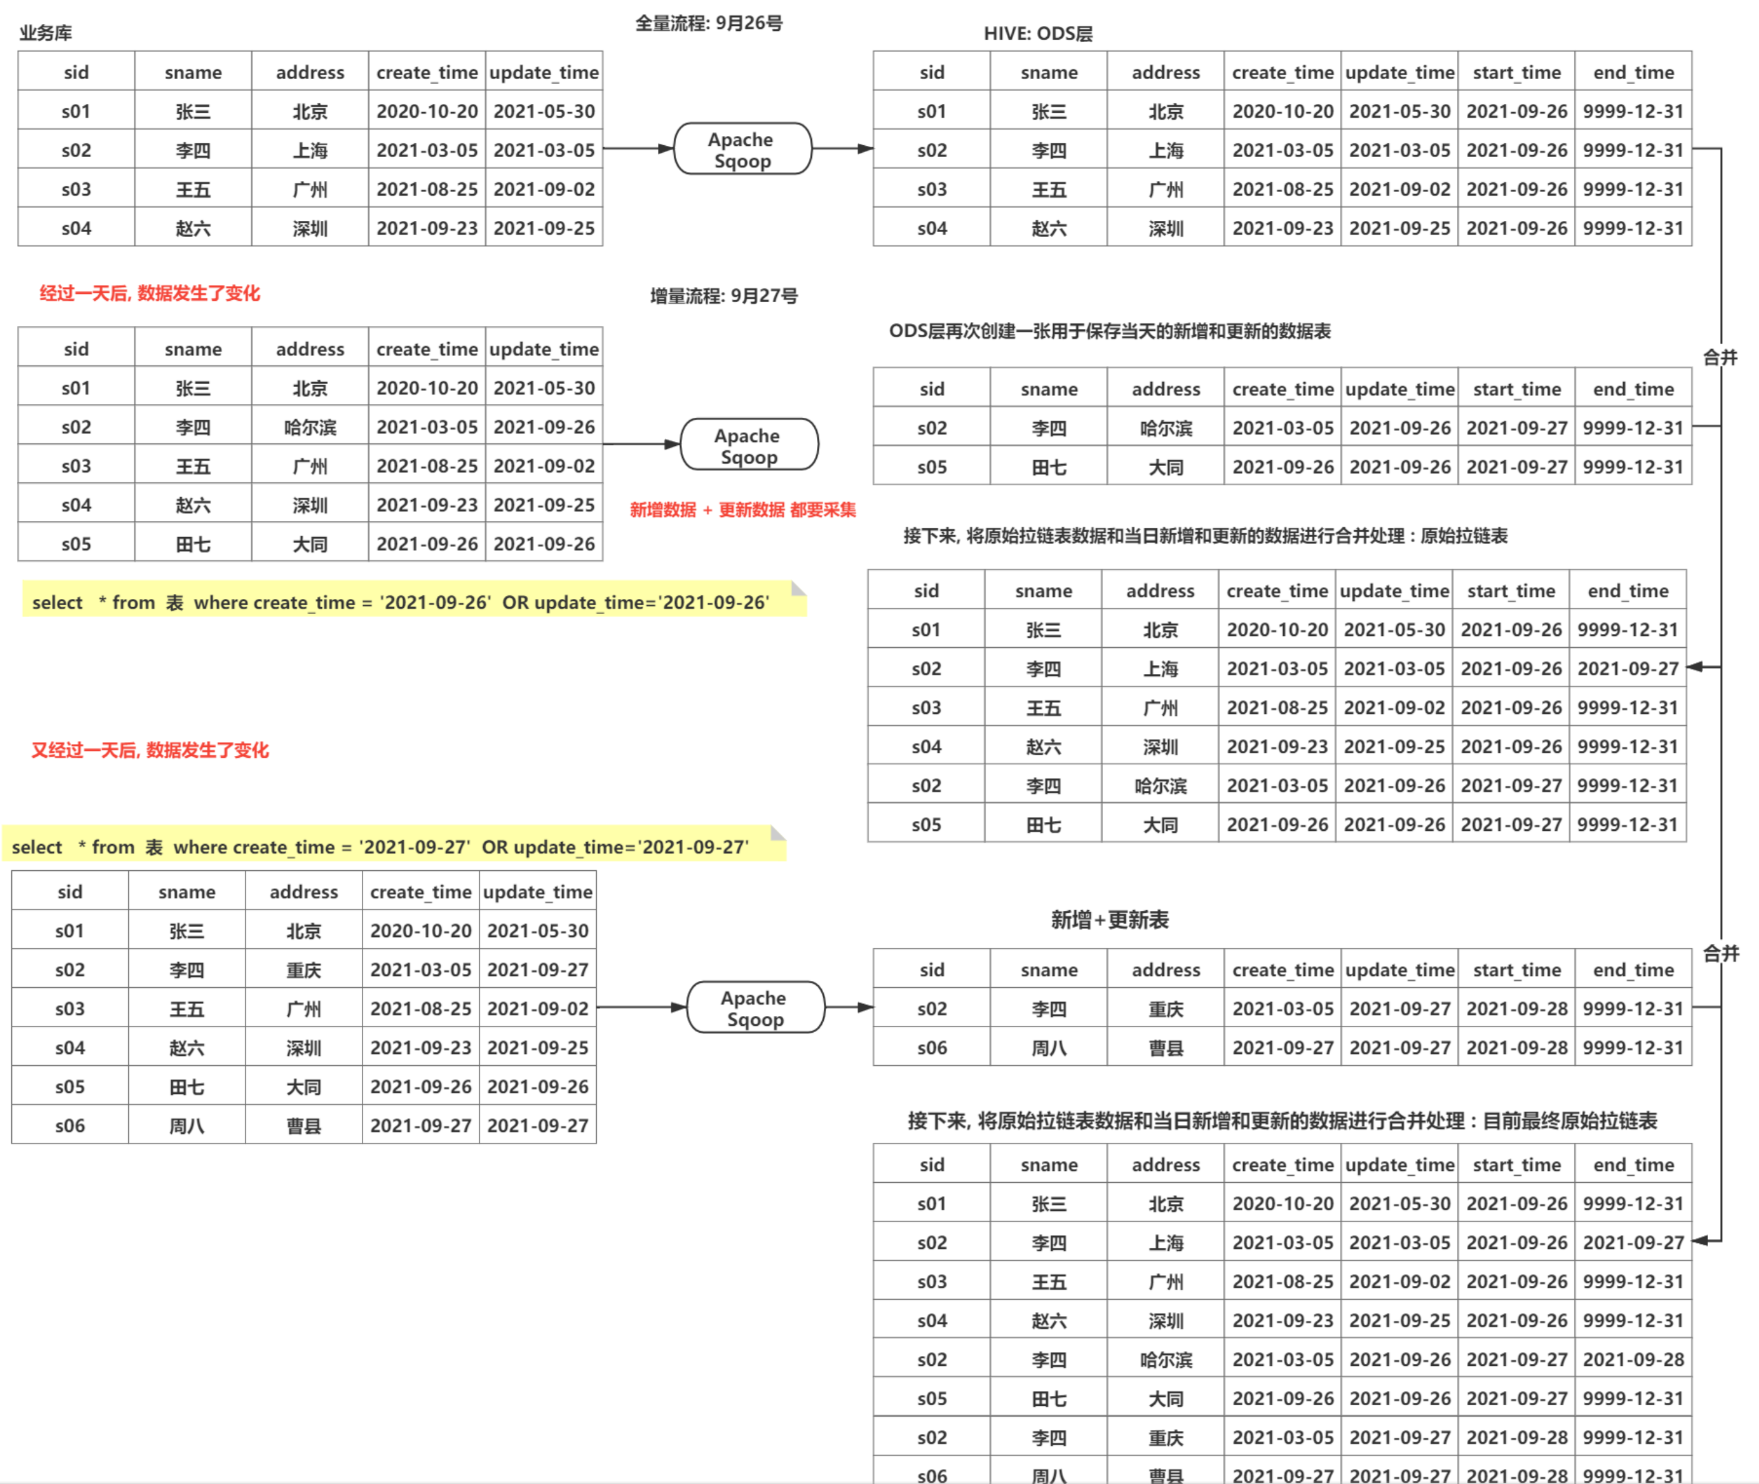 业务库
全量流程: 9月26号
HIVE: ODS层
sid sname address create_time update_time
s01 张三 北京 2020-10-20 2021-05-30
s02 李四 上海 2021-03-05 2021-03-05
s03 王五 广州 2021-08-25 2021-09-02
s04 赵六 深圳 2021-09-23 2021-09-25
Apache
Sqoop
sid sname address create_time update_time start_time end_time
s01 张三 北京 2020-10-20 2021-05-30 2021-09-26 9999-12-31
s02 李四 上海 2021-03-05 2021-03-05 2021-09-26 9999-12-31
s03 王五 广州 2021-08-25 2021-09-02 2021-09-26 9999-12-31
s04 赵六 深圳 2021-09-23 2021-09-25 2021-09-26 9999-12-31
经过一天后, 数据发生了变化
增量流程: 9月27号
sid sname address create_time update_time
s01 张三 北京 2020-10-20 2021-05-30
s02 李四 哈尔滨 2021-03-05 2021-09-26
s03 王五 广州 2021-08-25 2021-09-02
s04 赵六 深圳 2021-09-23 2021-09-25
s05 田七 大同 2021-09-26 2021-09-26
Apache
Sqoop
新增数据 + 更新数据 都要采集
select * from 表 where create_time = '2021-09-26' OR update_time='2021-09-26'
ODS层再次创建一张用于保存当天的新增和更新的数据表
合并
sid sname address create_time update_time start_time end_time
s02 李四 哈尔滨 2021-03-05 2021-09-26 2021-09-27 9999-12-31
s05 田七 大同 2021-09-26 2021-09-26 2021-09-27 9999-12-31
接下来, 将原始拉链表数据和当日新增和更新的数据进行合并处理 : 原始拉链表
sid sname address create_time update_time start_time end_time
s01 张三 北京 2020-10-20 2021-05-30 2021-09-26 9999-12-31
s02 李四 上海 2021-03-05 2021-03-05 2021-09-26 2021-09-27
s03 王五 广州 2021-08-25 2021-09-02 2021-09-26 9999-12-31
s04 赵六 深圳 2021-09-23 2021-09-25 2021-09-26 9999-12-31
s02 李四 哈尔滨 2021-03-05 2021-09-26 2021-09-27 9999-12-31
s05 田七 大同 2021-09-26 2021-09-26 2021-09-27 9999-12-31
又经过一天后, 数据发生了变化
select * from 表 where create_time = '2021-09-27' OR update_time='2021-09-27'
sid sname address create_time update_time
s01 张三 北京 2020-10-20 2021-05-30
s02 李四 重庆 2021-03-05 2021-09-27
s03 王五 广州 2021-08-25 2021-09-02
s04 赵六 深圳 2021-09-23 2021-09-25
s05 田七 大同 2021-09-26 2021-09-26
s06 周八 曹县 2021-09-27 2021-09-27
Apache
Sqoop
新增+更新表
合并
sid sname address create_time update_time start_time end_time
s02 李四 重庆 2021-03-05 2021-09-27 2021-09-28 9999-12-31
s06 周八 曹县 2021-09-27 2021-09-27 2021-09-28 9999-12-31
接下来, 将原始拉链表数据和当日新增和更新的数据进行合并处理 : 目前最终原始拉链表
sid sname address create_time update_time start_time end_time
s01 张三 北京 2020-10-20 2021-05-30 2021-09-26 9999-12-31
s02 李四 上海 2021-03-05 2021-03-05 2021-09-26 2021-09-27
s03 王五 广州 2021-08-25 2021-09-02 2021-09-26 9999-12-31
s04 赵六 深圳 2021-09-23 2021-09-25 2021-09-26 9999-12-31
s02 李四 哈尔滨 2021-03-05 2021-09-26 2021-09-27 2021-09-28
s05 田七 大同 2021-09-26 2021-09-26 2021-09-27 9999-12-31
s02 李四 重庆 2021-03-05 2021-09-27 2021-09-28 9999-12-31
s06 周八 曹县 2021-09-27 2021-09-27 2021-09-28 9999-12-31